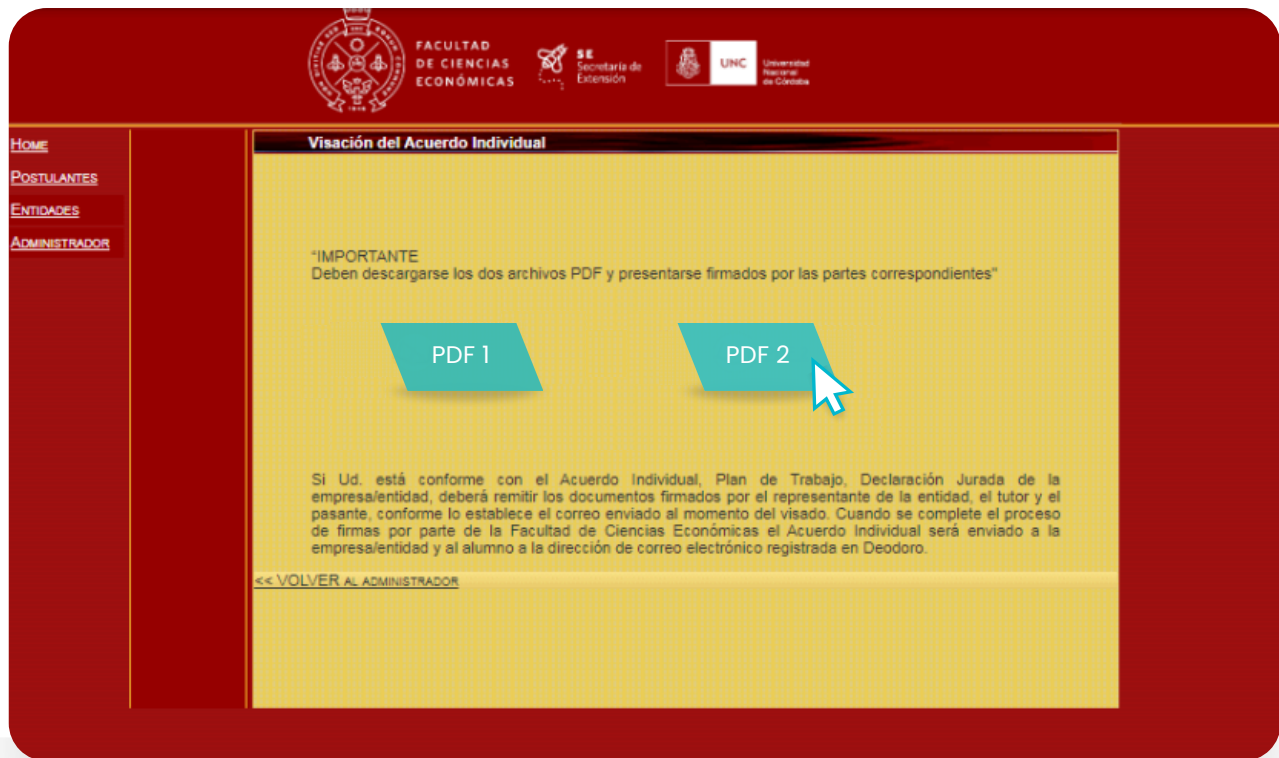 FACULTAD
DE CIENCIAS
ECONÓMICAS
SE
Secretaría de
Extensión
UNC
Universidad
Nacional
de Córdoba
HOME
POSTULANTES
ENTIDADES
ADMINISTRADOR
Visación del Acuerdo Individual
"IMPORTANTE
Deben descargarse los dos archivos PDF y presentarse firmados por las partes correspondientes"
PDF 1
PDF 2
Si Ud. está conforme con el Acuerdo Individual, Plan de Trabajo, Declaración Jurada de la
empresa/entidad, deberá remitir los documentos firmados por el representante de la entidad, el tutor y el
pasante, conforme lo establece el correo enviado al momento del visado. Cuando se complete el proceso
de firmas por parte de la Facultad de Ciencias Económicas el Acuerdo Individual será enviado a la
empresa/entidad y al alumno a la dirección de correo electrónico registrada en Deodoro.
<< VOLVER AL ADMINISTRADOR